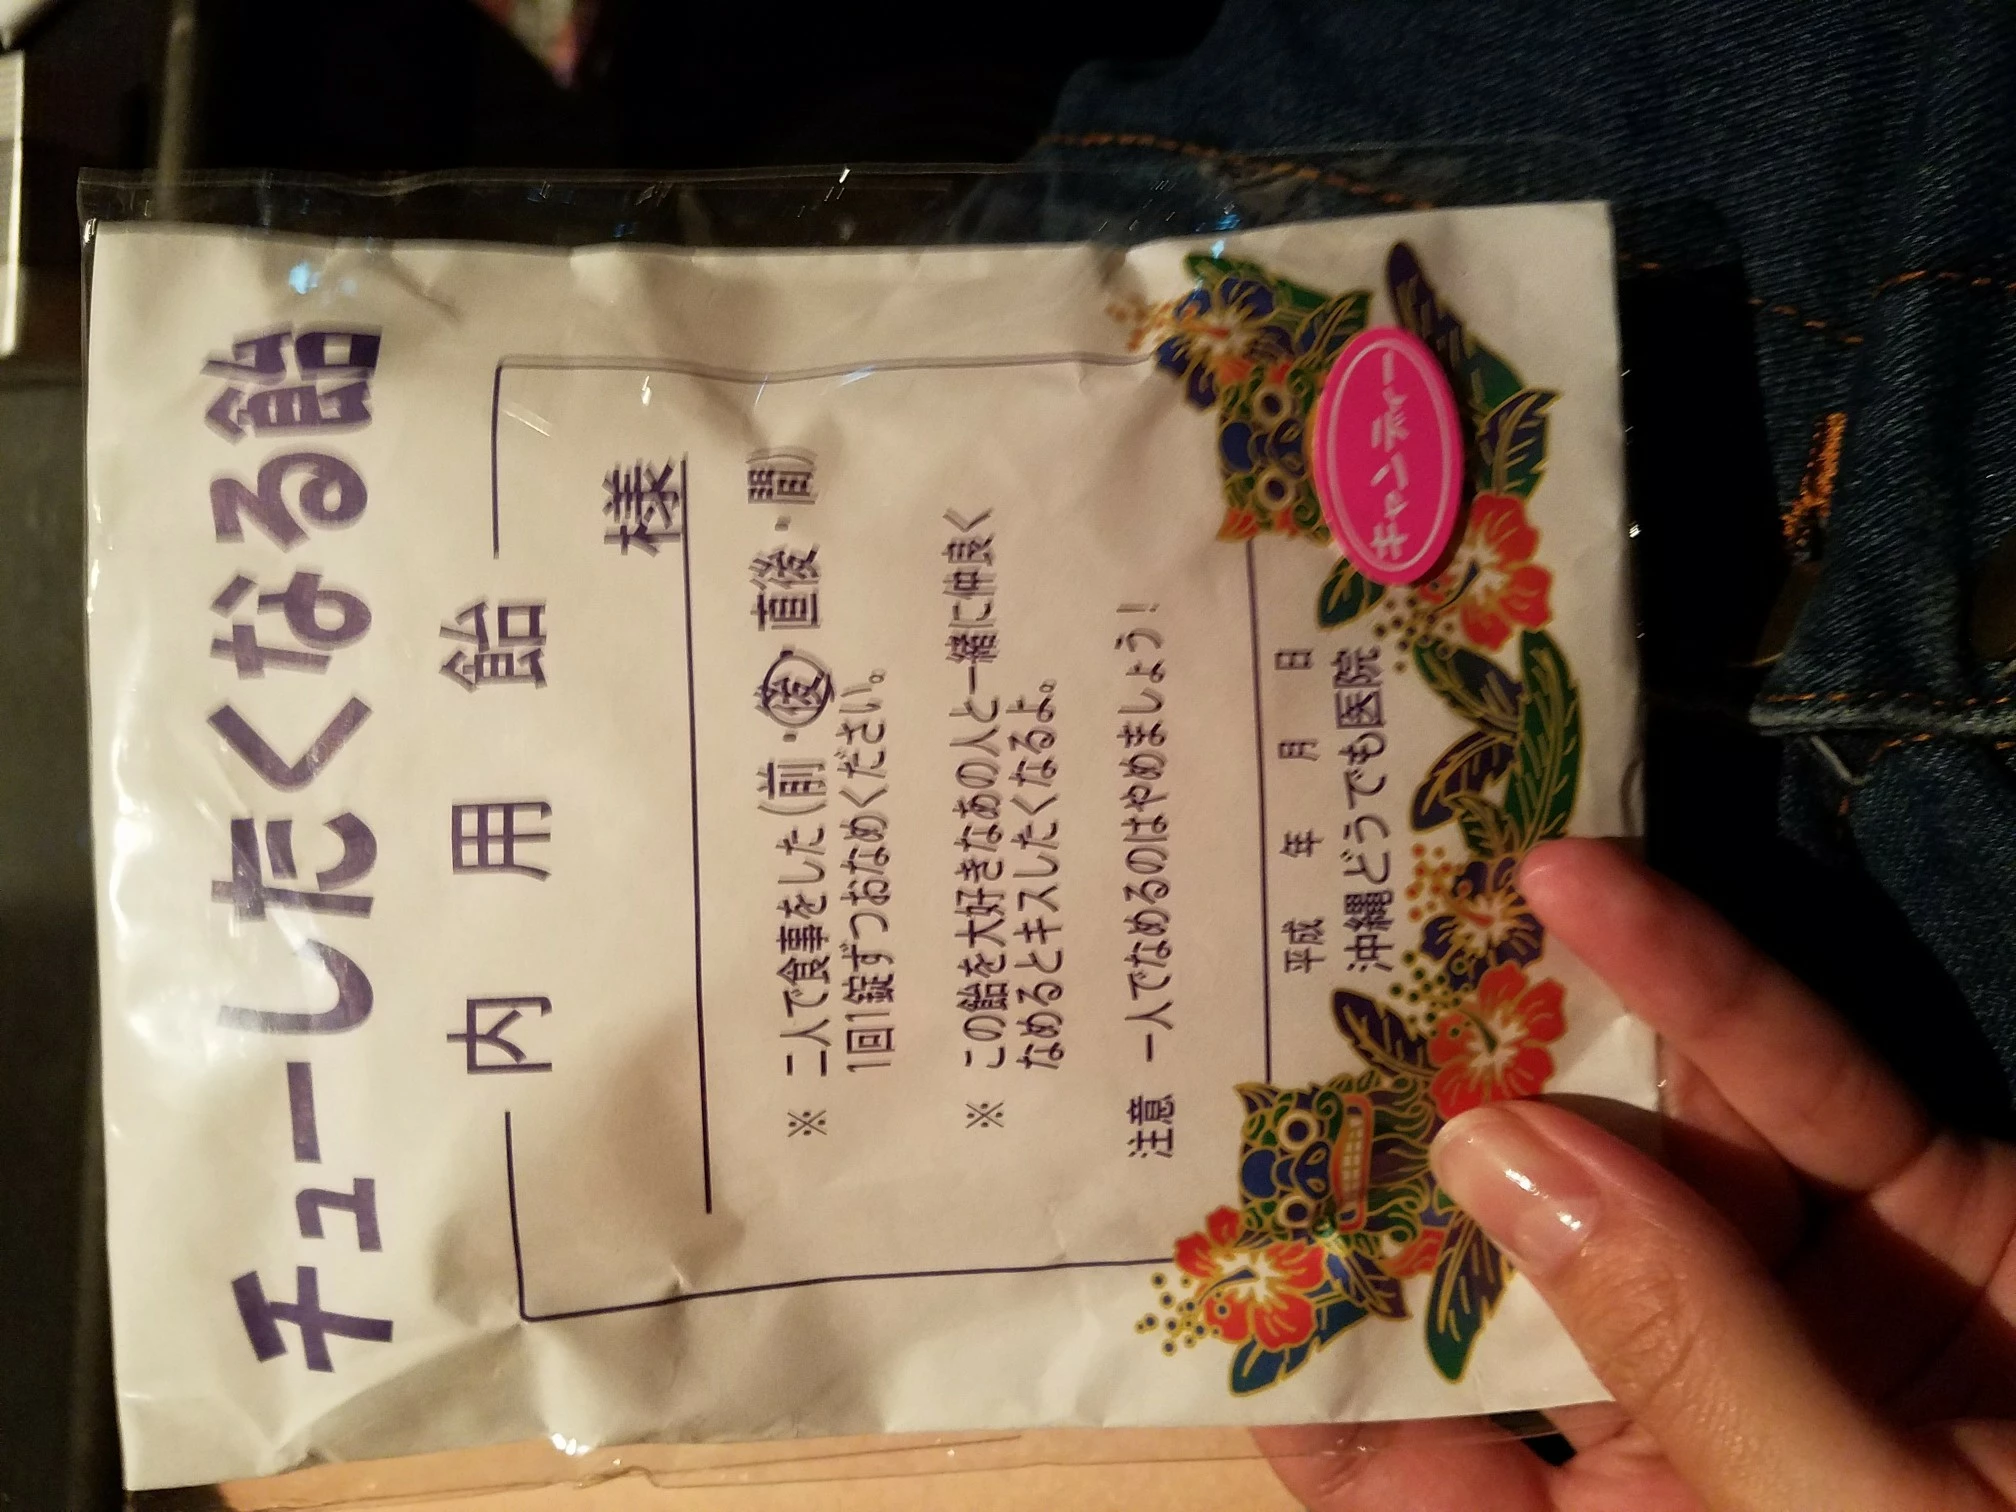 チューしたくなる飴
内用飴
様
※ 二人で食事をした(前・後・直後・間)
1回1錠ずつおなめください。
※ この飴を大好きなあの人と一緒に仲良く
なめるとキスしたくなるよ。
注意 一人でなめるのはやめましょう!
平成 年 月 日
沖縄どうでも医院
キャンディー